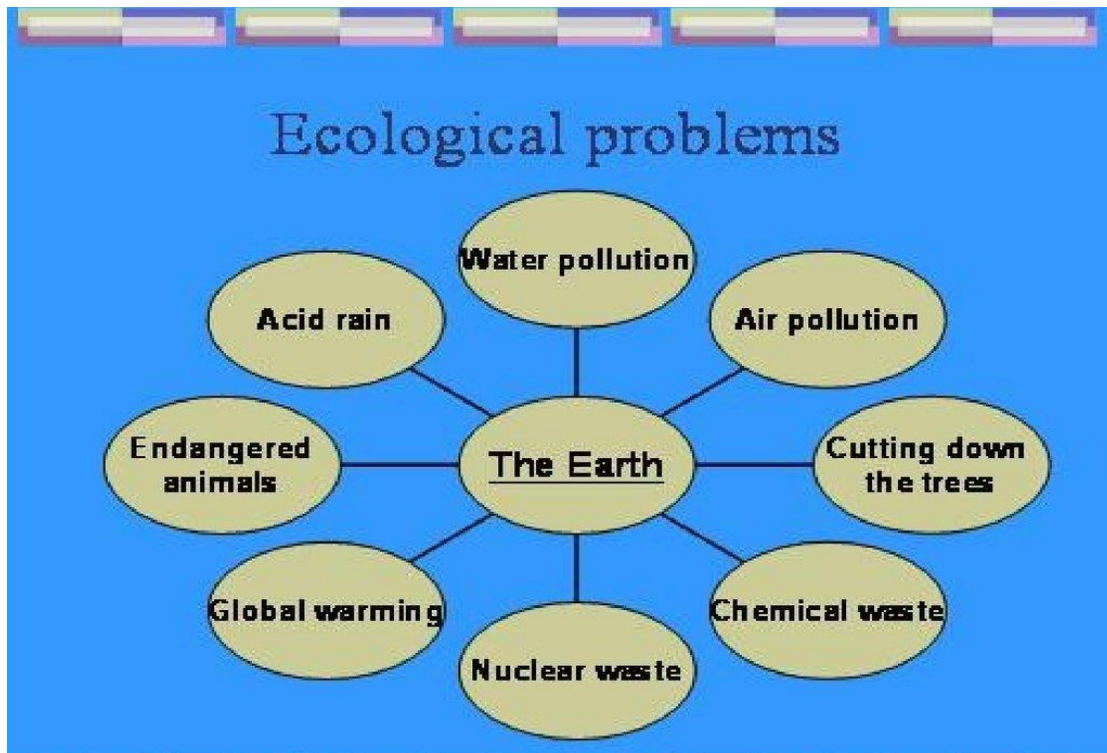 Ecological problems
Water pollution
Acid rain
Air pollution
Endangered
animals
The Earth
Cutting down
the trees
Global warming
Chemical waste
Nuclear waste